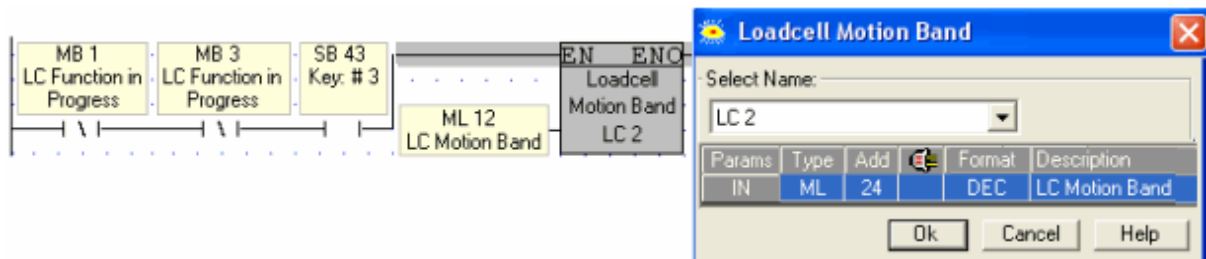 MB 1
LC Function in
Progress
MB 3
LC Function in
Progress
SB 43
Key: # 3
ML 12
LC Motion Band
EN ENO
Loadcell
Motion Band
LC 2
Loadcell Motion Band
Select Name:
LC 2
Params Type Add Format Description
IN ML 24 DEC LC Motion Band
Ok Cancel Help